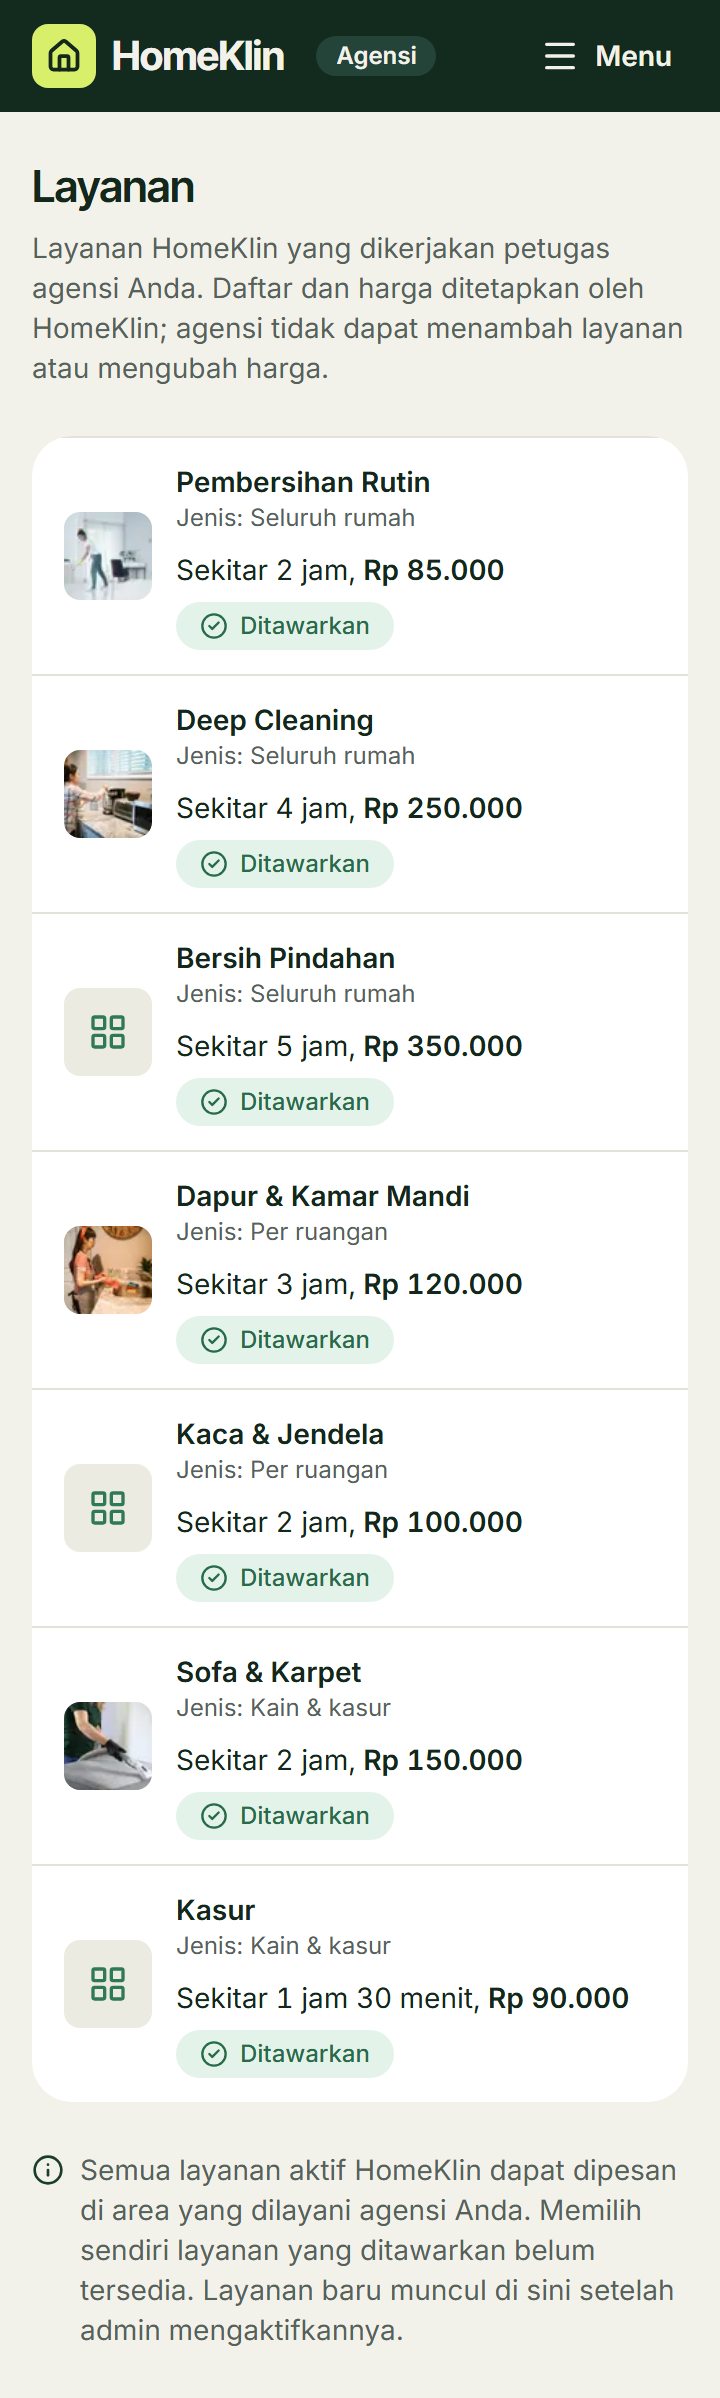 HomeKlin
Agensi
Menu
Layanan
Layanan HomeKlin yang dikerjakan petugas
agensi Anda. Daftar dan harga ditetapkan oleh
HomeKlin; agensi tidak dapat menambah layanan
atau mengubah harga.
Pembersihan Rutin
Jenis: Seluruh rumah
Sekitar 2 jam, Rp 85.000
Ditawarkan
Deep Cleaning
Jenis: Seluruh rumah
Sekitar 4 jam, Rp 250.000
Ditawarkan
Bersih Pindahan
Jenis: Seluruh rumah
Sekitar 5 jam, Rp 350.000
Ditawarkan
Dapur & Kamar Mandi
Jenis: Per ruangan
Sekitar 3 jam, Rp 120.000
Ditawarkan
Kaca & Jendela
Jenis: Per ruangan
Sekitar 2 jam, Rp 100.000
Ditawarkan
Sofa & Karpet
Jenis: Kain & kasur
Sekitar 2 jam, Rp 150.000
Ditawarkan
Kasur
Jenis: Kain & kasur
Sekitar 1 jam 30 menit, Rp 90.000
Ditawarkan
Semua layanan aktif HomeKlin dapat dipesan
di area yang dilayani agensi Anda. Memilih
sendiri layanan yang ditawarkan belum
tersedia. Layanan baru muncul di sini setelah
admin mengaktifkannya.